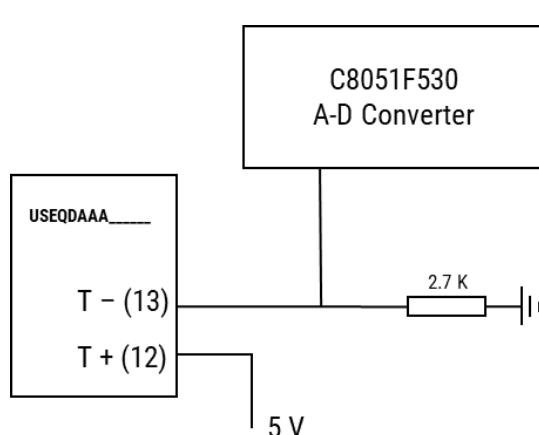 C8051F530
A-D Converter
USEQDAAA______
T − (13)
2.7 K
T + (12)
5 V